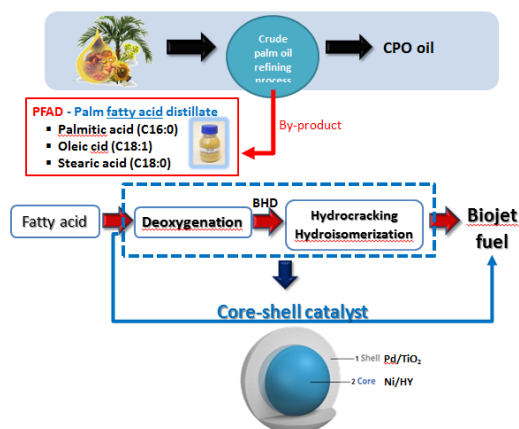 Crude
palm oil
refining
process
CPO oil
PFAD - Palm fatty acid distillate
▪ Palmitic acid (C16:0)
▪ Oleic cid (C18:1)
▪ Stearic acid (C18:0)
By-product
Fatty acid
Deoxygenation
BHD
Hydrocracking
Hydroisomerization
Biojet
fuel
Core-shell catalyst
1 Shell Pd/TiO₂
2 Core Ni/HY